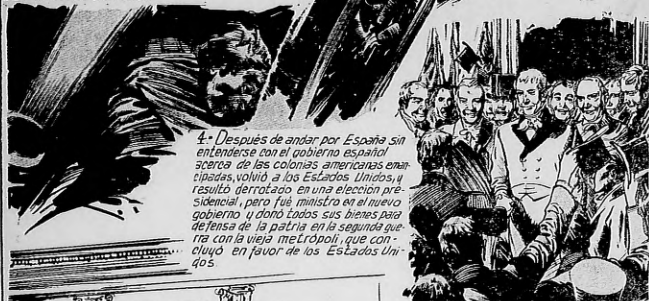 4.- Después de andar por España sin
entenderse con el gobierno español
acerca de las colonias americanas eman-
cipadas, volvió a los Estados Unidos, y
resultó derrotado en una elección pre-
sidencial, pero fué ministro en el nuevo
gobierno y donó todos sus bienes para
defensa de la patria en la segunda gue-
rra con la vieja metrópoli, que con-
cluyó en favor de los Estados Uni-
dos.